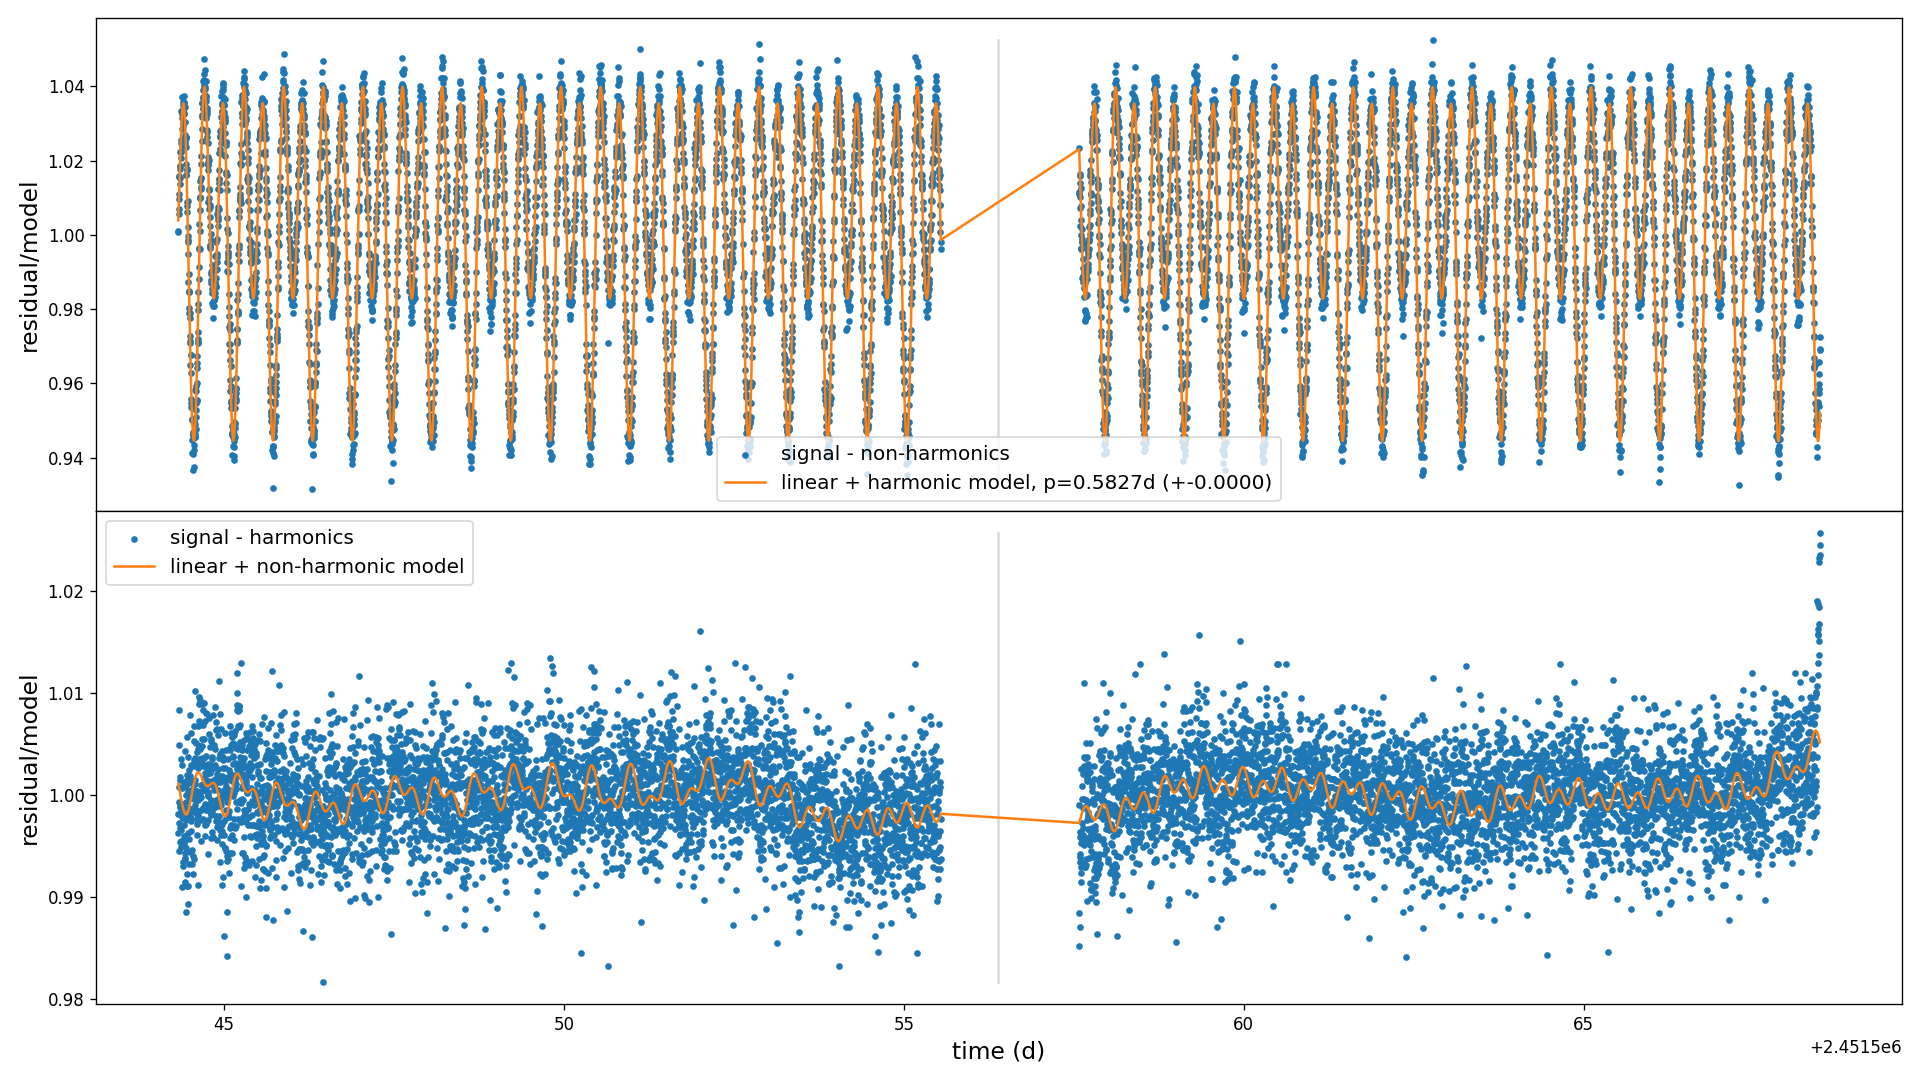 1.04
1.02
1.00
0.98
0.96
0.94
residual/model
signal - non-harmonics
linear + harmonic model, p=0.5827d (+-0.0000)
signal - harmonics
linear + non-harmonic model
1.02
1.01
1.00
0.99
0.98
residual/model
45 50 55 60 65
time (d)
+2.4515e6